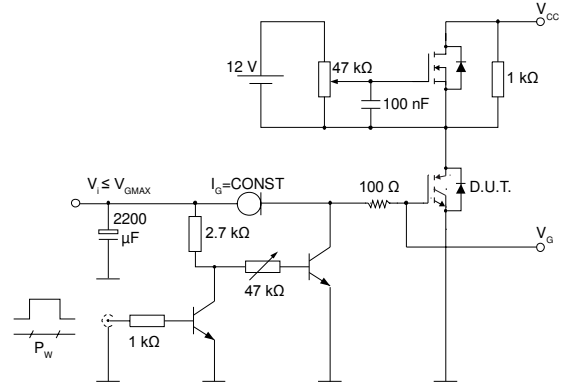 V_CC
12 V
47 kΩ
1 kΩ
100 nF
V_i ≤ V_GMAX
I_G=CONST
100 Ω
D.U.T.
2200
μF
2.7 kΩ
V_G
47 kΩ
1 kΩ
P_W